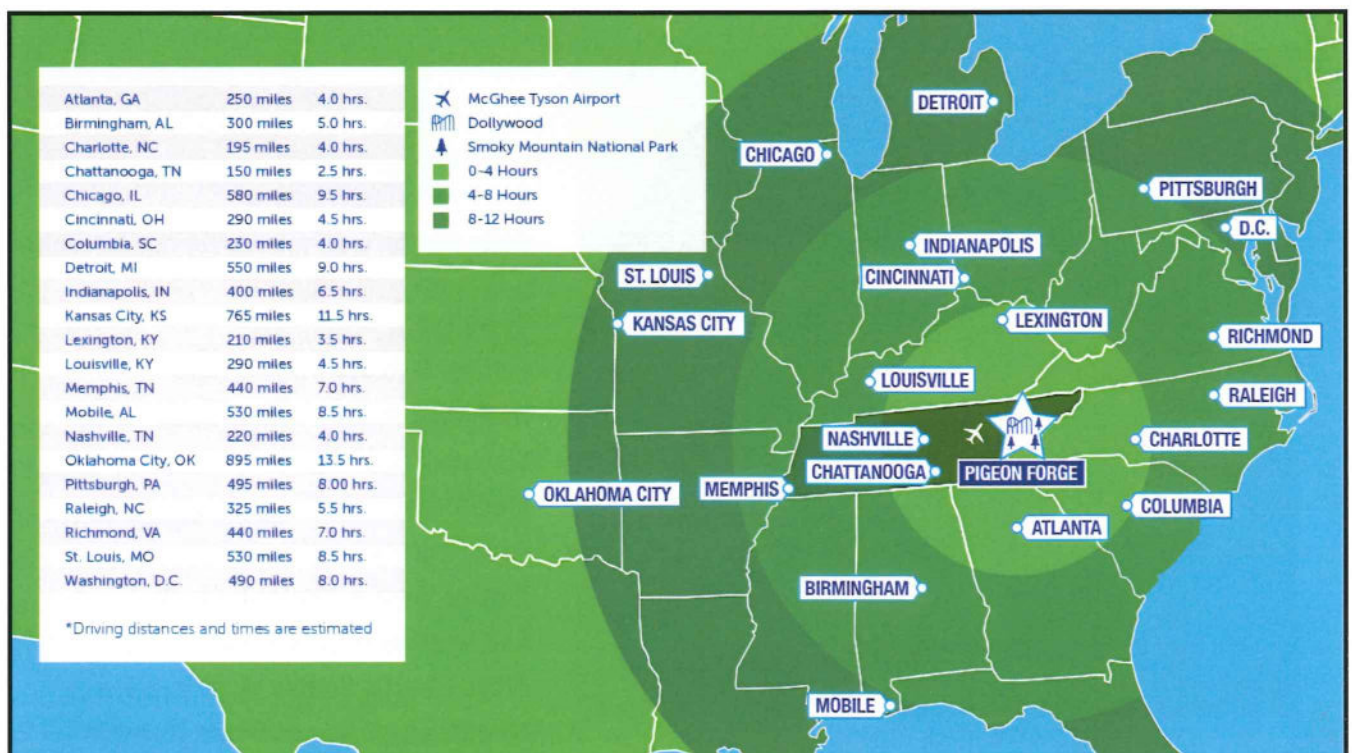 Atlanta, GA 250 miles 4.0 hrs.
Birmingham, AL 300 miles 5.0 hrs.
Charlotte, NC 195 miles 4.0 hrs.
Chattanooga, TN 150 miles 2.5 hrs.
Chicago, IL 580 miles 9.5 hrs.
Cincinnati, OH 290 miles 4.5 hrs.
Columbia, SC 230 miles 4.0 hrs.
Detroit, MI 550 miles 9.0 hrs.
Indianapolis, IN 400 miles 6.5 hrs.
Kansas City, KS 765 miles 11.5 hrs.
Lexington, KY 210 miles 3.5 hrs.
Louisville, KY 290 miles 4.5 hrs.
Memphis, TN 440 miles 7.0 hrs.
Mobile, AL 530 miles 8.5 hrs.
Nashville, TN 220 miles 4.0 hrs.
Oklahoma City, OK 895 miles 13.5 hrs.
Pittsburgh, PA 495 miles 8.00 hrs.
Raleigh, NC 325 miles 5.5 hrs.
Richmond, VA 440 miles 7.0 hrs.
St. Louis, MO 530 miles 8.5 hrs.
Washington, D.C. 490 miles 8.0 hrs.
*Driving distances and times are estimated
McGhee Tyson Airport
Dollywood
Smoky Mountain National Park
0-4 Hours
4-8 Hours
8-12 Hours
DETROIT
CHICAGO
PITTSBURGH
D.C.
INDIANAPOLIS
ST. LOUIS
CINCINNATI
KANSAS CITY
LEXINGTON
RICHMOND
LOUISVILLE
RALEIGH
NASHVILLE
CHARLOTTE
CHATTANOOGA
PIGEON FORGE
OKLAHOMA CITY
MEMPHIS
COLUMBIA
ATLANTA
BIRMINGHAM
MOBILE